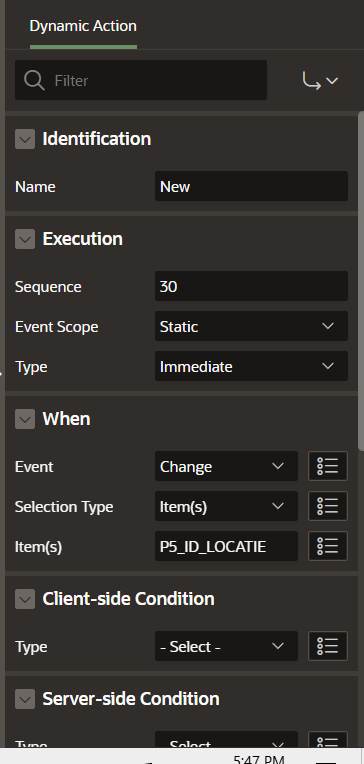 Dynamic Action
Filter
Identification
Name New
Execution
Sequence 30
Event Scope Static
Type Immediate
When
Event Change
Selection Type Item(s)
Item(s) P5_ID_LOCATIE
Client-side Condition
Type - Select -
Server-side Condition
Type - Select -
5:47 PM